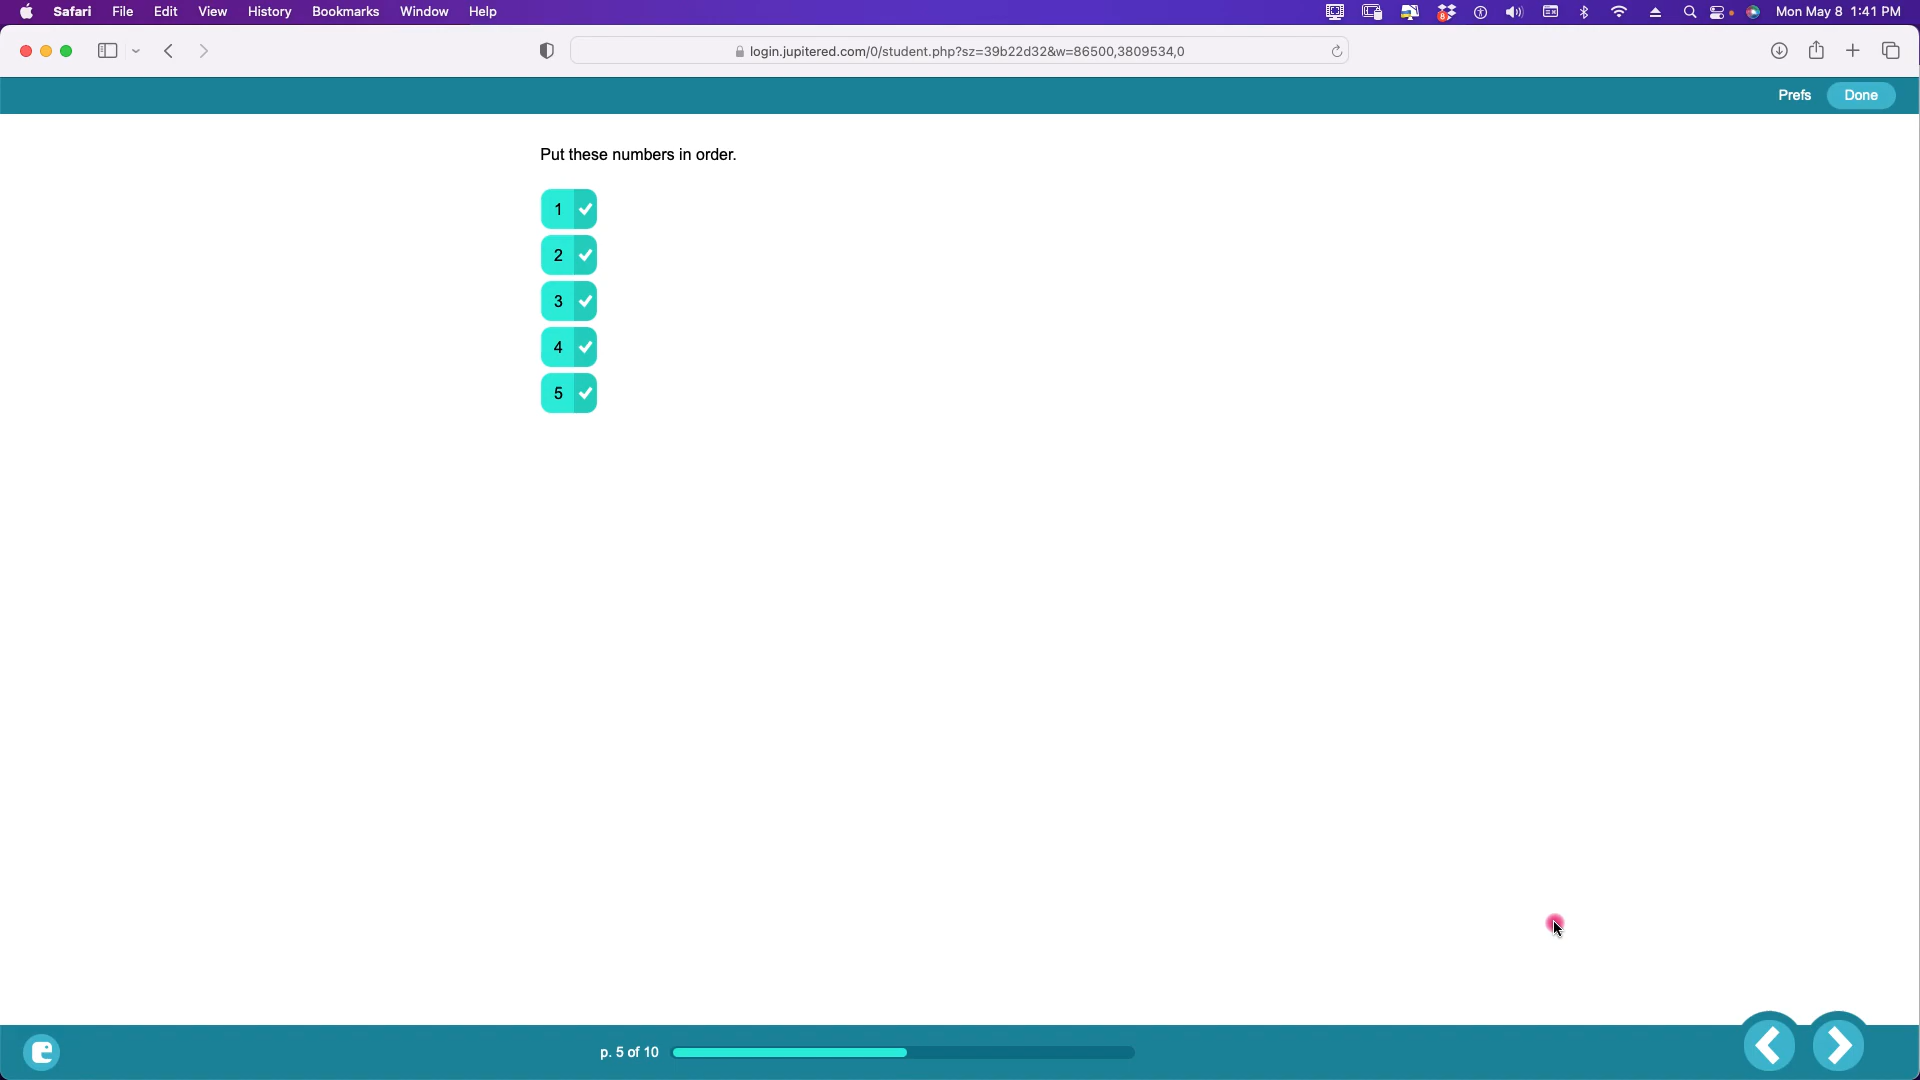 Safari File Edit View History Bookmarks Window Help 8 Mon May 8 1:41 PM
login.jupitered.com/0/student.php?sz=39b22d32&w=86500,3809534,0
Prefs Done
Put these numbers in order.
1
2
3
4
5
p. 5 of 10